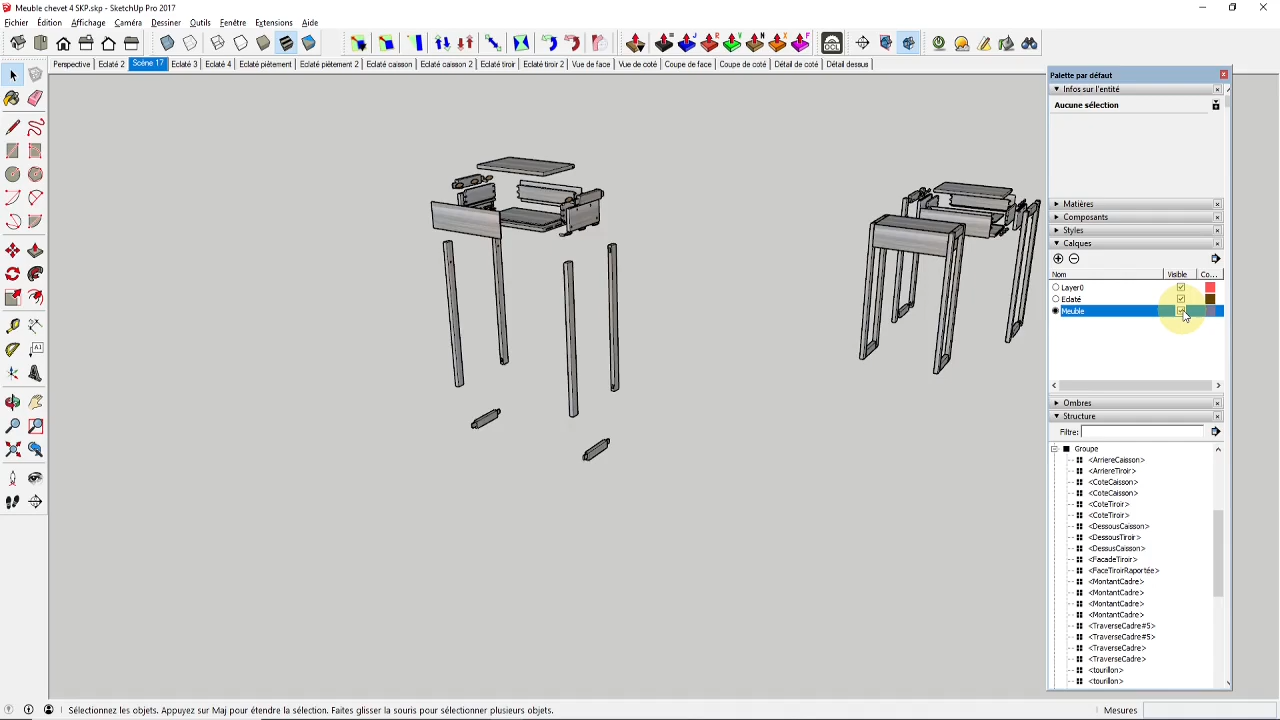 Meuble chevet 4 SKP.skp - SketchUp Pro 2017
Fichier Édition Affichage Caméra Dessiner Outils Fenêtre Extensions Aide
OCL
Perspective Eclaté 2 Scène 17 Eclaté 3 Eclaté 4 Eclaté piètement Eclaté piètement 2 Eclaté caisson Eclaté caisson 2 Eclaté tiroir Eclaté tiroir 2 Vue de face Vue de coté Coupe de face Coupe de coté Détail de coté Détail dessus
Palette par défaut
Infos sur l'entité
Aucune sélection
Matières
Composants
Styles
Calques
Nom Visible Co...
Layer0
Eclaté
Meuble
Ombres
Structure
Filtre:
Groupe
<ArriereCaisson>
<ArriereTiroir>
<CoteCaisson>
<CoteCaisson>
<CoteTiroir>
<CoteTiroir>
<DessousCaisson>
<DessousTiroir>
<DessusCaisson>
<FacadeTiroir>
<FaceTiroirRaportée>
<MontantCadre>
<MontantCadre>
<MontantCadre>
<MontantCadre>
<TraverseCadre#5>
<TraverseCadre#5>
<TraverseCadre>
<TraverseCadre>
<tourillon>
<tourillon>
Sélectionnez les objets. Appuyez sur Maj pour étendre la sélection. Faites glisser la souris pour sélectionner plusieurs objets.
Mesures